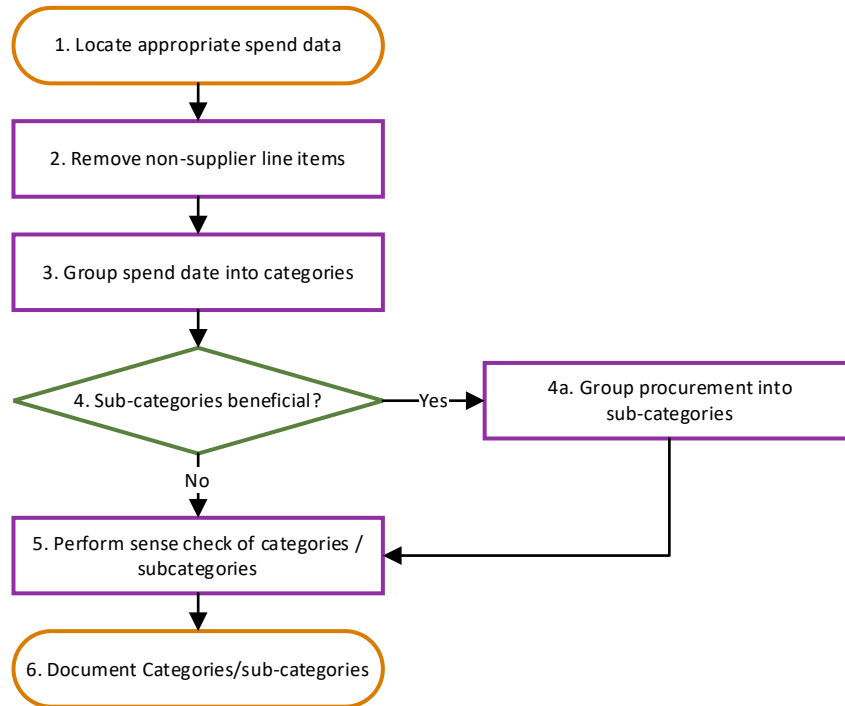 1. Locate appropriate spend data
2. Remove non-supplier line items
3. Group spend date into categories
4. Sub-categories beneficial?
Yes
4a. Group procurement into
sub-categories
No
5. Perform sense check of categories /
subcategories
6. Document Categories/sub-categories